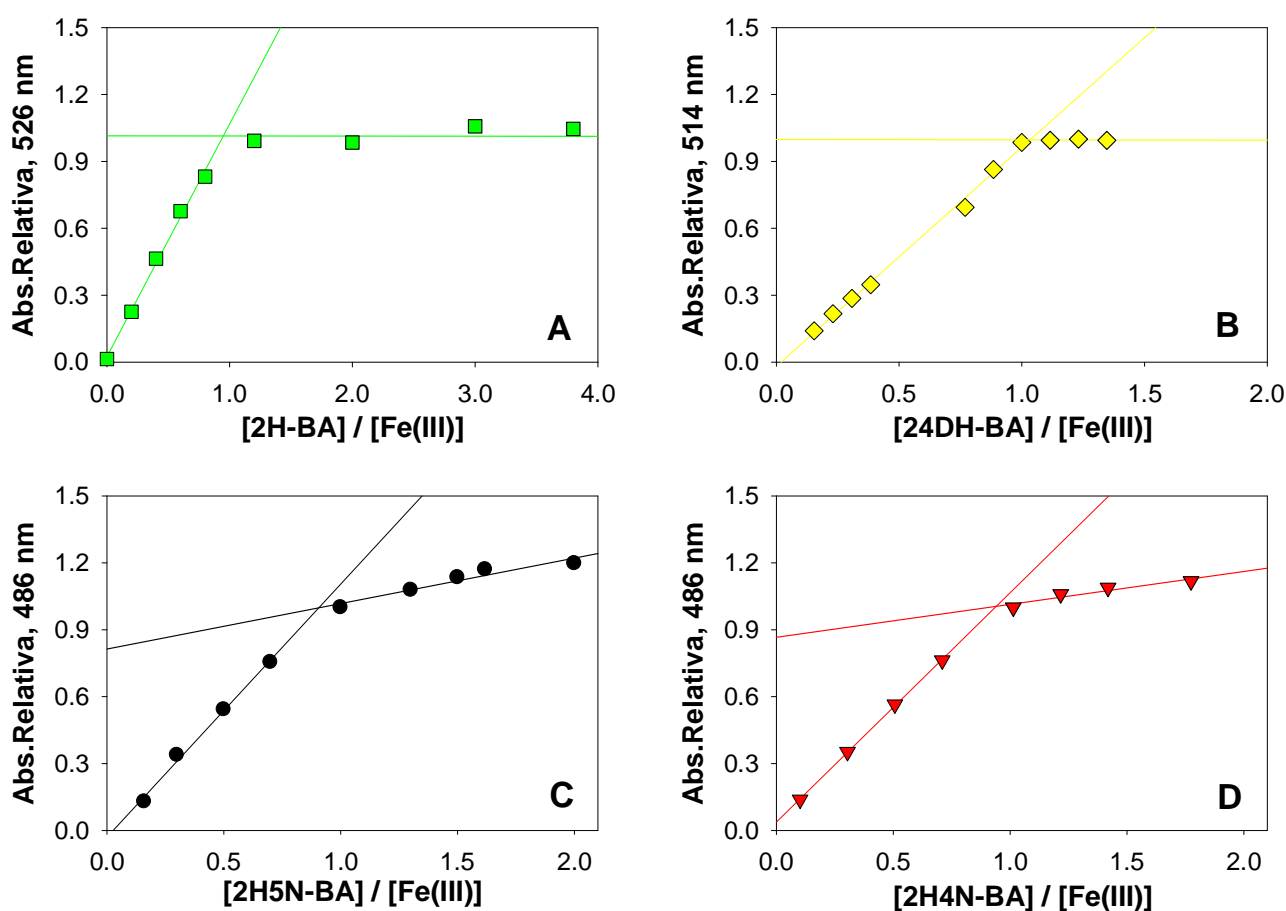 Abs.Relativa, 526 nm
1.5
1.2
0.9
0.6
0.3
0.0
A
0.0 1.0 2.0 3.0 4.0
[2H-BA] / [Fe(III)]
Abs.Relativa, 514 nm
1.5
1.2
0.9
0.6
0.3
0.0
B
0.0 0.5 1.0 1.5 2.0
[24DH-BA] / [Fe(III)]
Abs.Relativa, 486 nm
1.5
1.2
0.9
0.6
0.3
0.0
C
0.0 0.5 1.0 1.5 2.0
[2H5N-BA] / [Fe(III)]
Abs.Relativa, 486 nm
1.5
1.2
0.9
0.6
0.3
0.0
D
0.0 0.5 1.0 1.5 2.0
[2H4N-BA] / [Fe(III)]